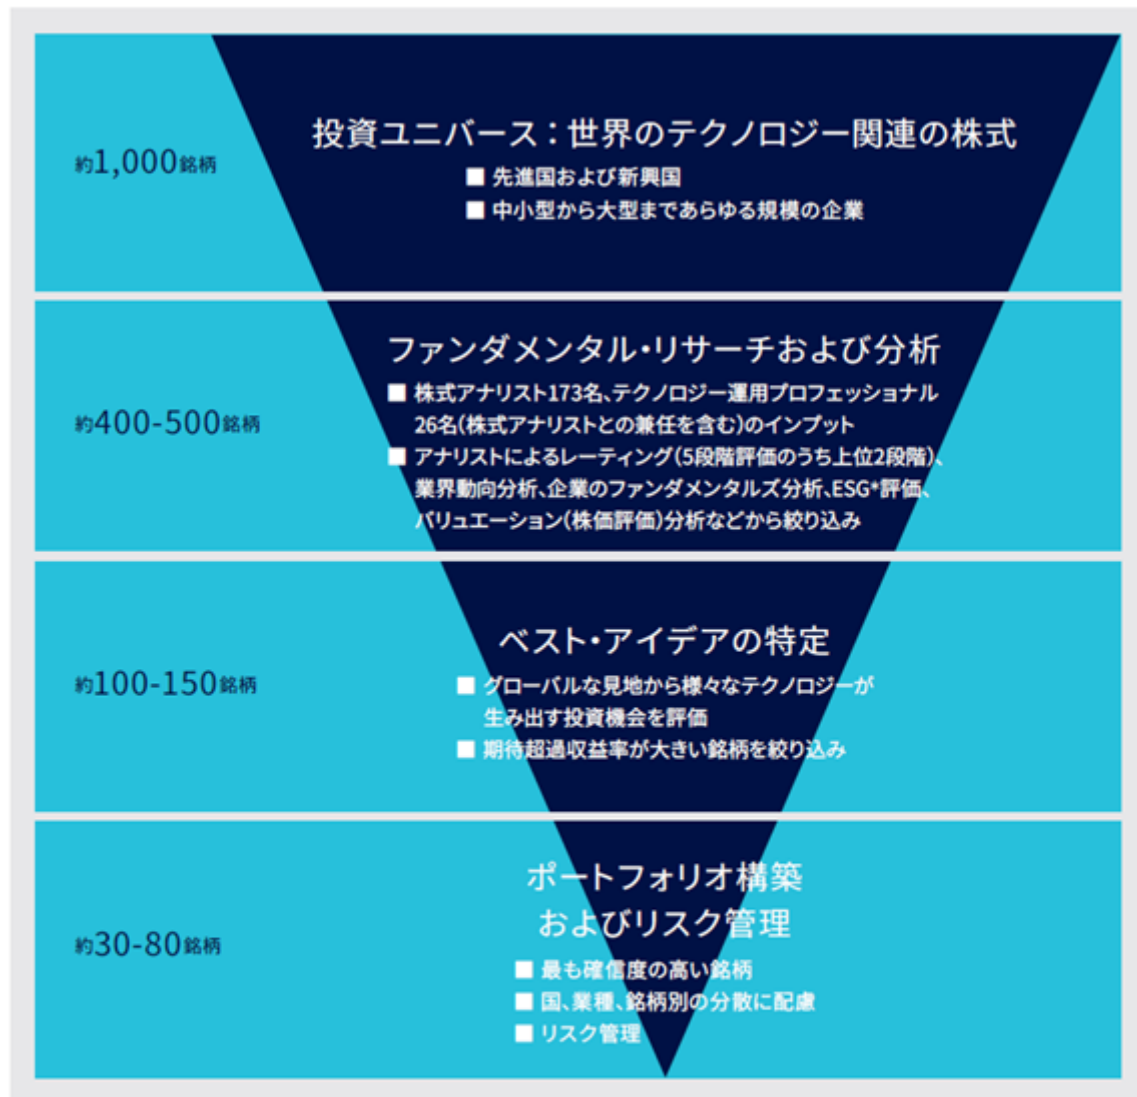 約1,000銘柄
投資ユニバース：世界のテクノロジー関連の株式
■ 先進国および新興国
■ 中小型から大型まであらゆる規模の企業
約400-500銘柄
ファンダメンタル・リサーチおよび分析
■ 株式アナリスト173名、テクノロジー運用プロフェッショナル
26名（株式アナリストとの兼任を含む）のインプット
■ アナリストによるレーティング（5段階評価のうち上位2段階）、
業界動向分析、企業のファンダメンタルズ分析、ESG*評価、
バリュエーション（株価評価）分析などから絞り込み
約100-150銘柄
ベスト・アイデアの特定
■ グローバルな見地から様々なテクノロジーが
生み出す投資機会を評価
■ 期待超過収益率が大きい銘柄を絞り込み
約30-80銘柄
ポートフォリオ構築
およびリスク管理
■ 最も確信度の高い銘柄
■ 国、業種、銘柄別の分散に配慮
■ リスク管理